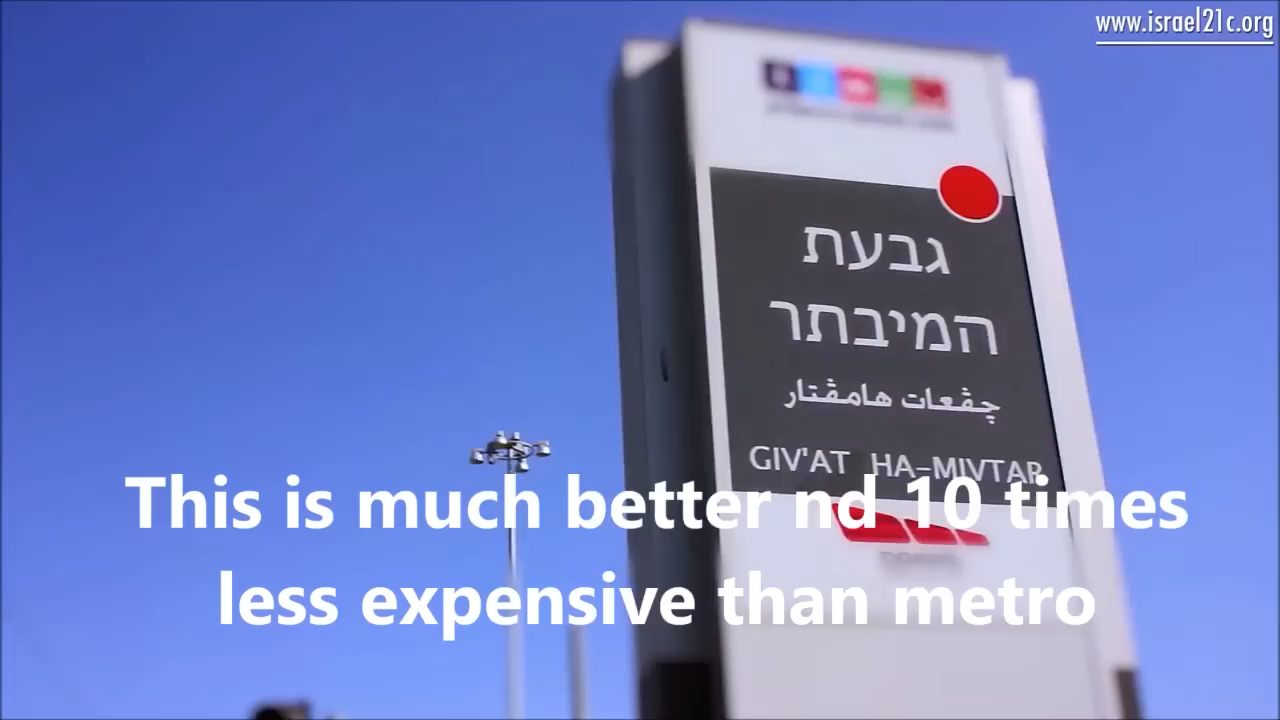 www.israel21c.org
גבעת
המיבתר
چڤعات هامڤتار
GIV'AT HA-MIVTAR
This is much better nd 10 times
less expensive than metro